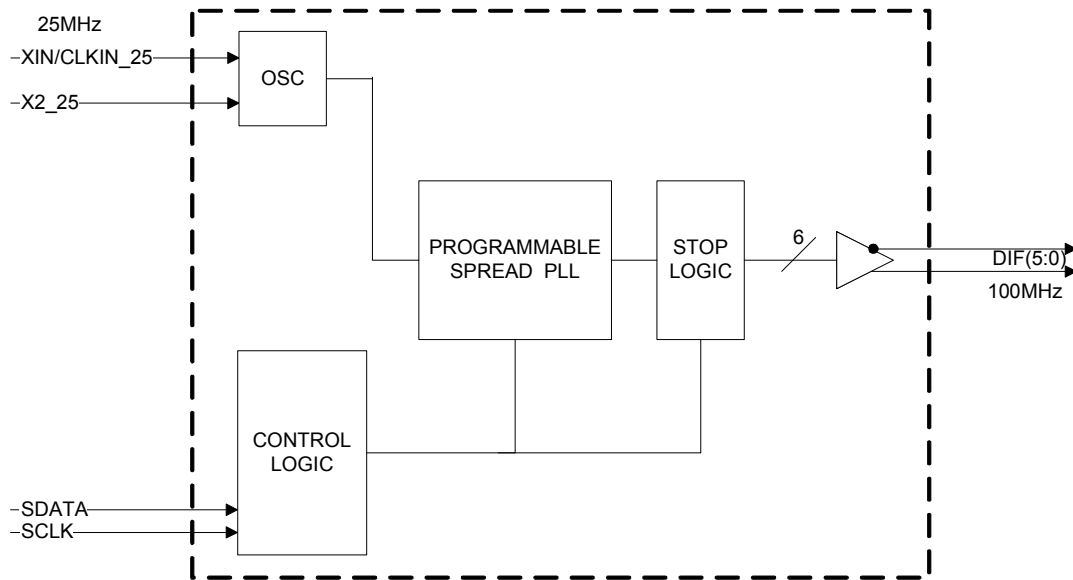 25MHz
XIN/CLKIN_25
X2_25
OSC
PROGRAMMABLE
SPREAD PLL
STOP
LOGIC
6
DIF(5:0)
100MHz
CONTROL
LOGIC
SDATA
SCLK